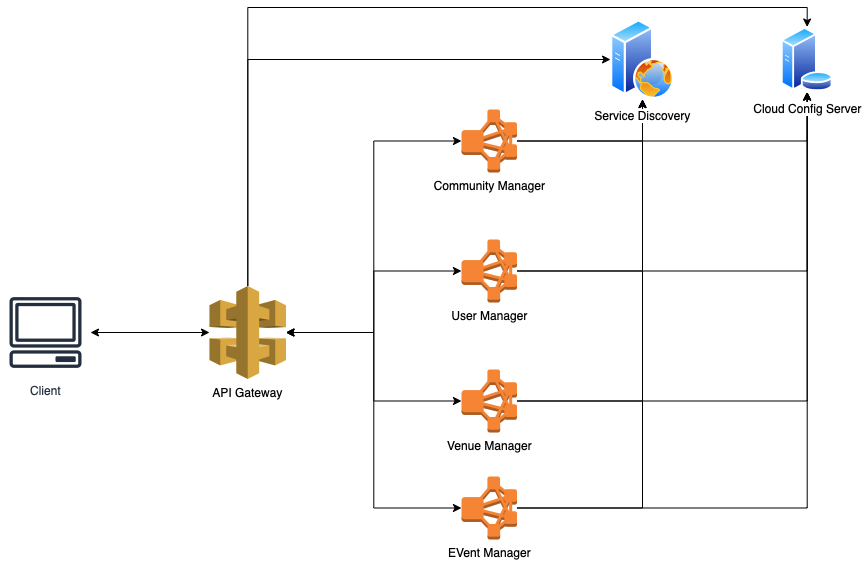 Service Discovery
Cloud Config Server
Community Manager
User Manager
Client
API Gateway
Venue Manager
EVent Manager